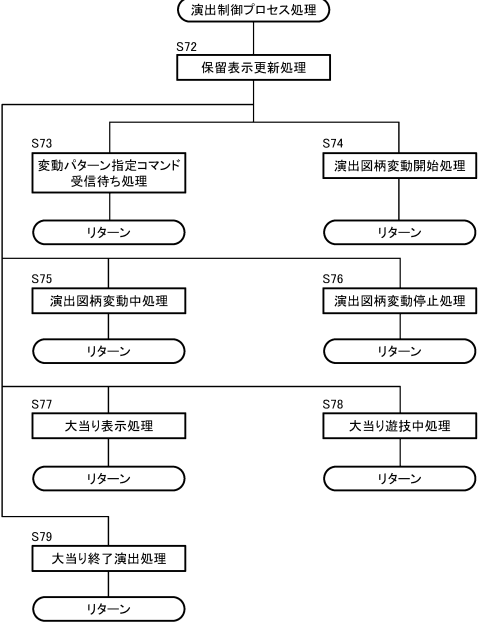 演出制御プロセス処理
S72
保留表示更新処理
S73
変動パターン指定コマンド
受信待ち処理
リターン
S74
演出図柄変動開始処理
リターン
S75
演出図柄変動中処理
リターン
S76
演出図柄変動停止処理
リターン
S77
大当り表示処理
リターン
S78
大当り遊技中処理
リターン
S79
大当り終了演出処理
リターン